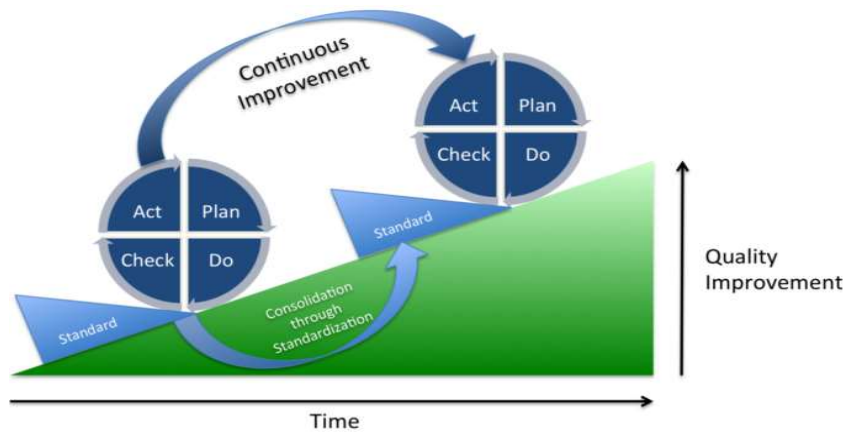 Continuous
Improvement
Act
Plan
Check
Do
Act
Plan
Check
Do
Standard
Standard
Consolidation
through
Standardization
Quality
Improvement
Time